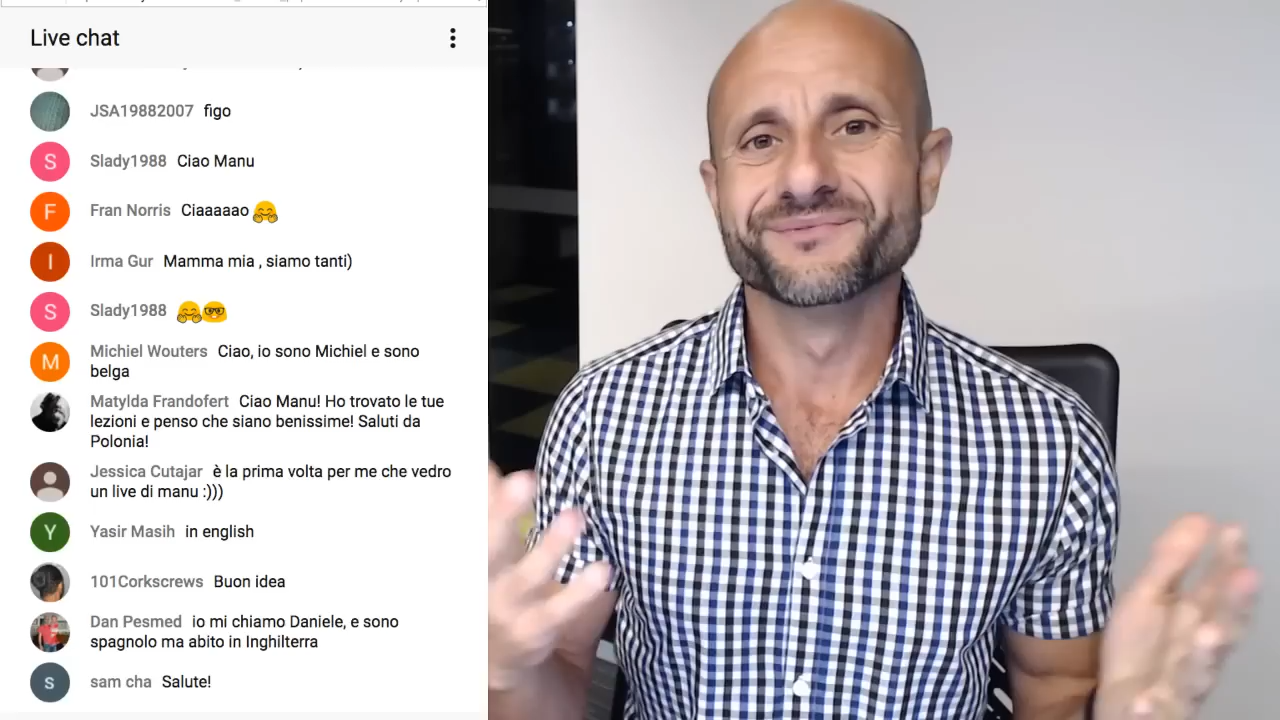 Live chat
JSA19882007 figo
S Slady1988 Ciao Manu
F Fran Norris Ciaaaaao 🤗
I Irma Gur Mamma mia , siamo tanti)
S Slady1988 🤗🤓
M Michiel Wouters Ciao, io sono Michiel e sono
belga
Matylda Frandofert Ciao Manu! Ho trovato le tue
lezioni e penso che siano benissime! Saluti da
Polonia!
Jessica Cutajar è la prima volta per me che vedro
un live di manu :)))
Y Yasir Masih in english
101Corkscrews Buon idea
Dan Pesmed io mi chiamo Daniele, e sono
spagnolo ma abito in Inghilterra
s sam cha Salute!